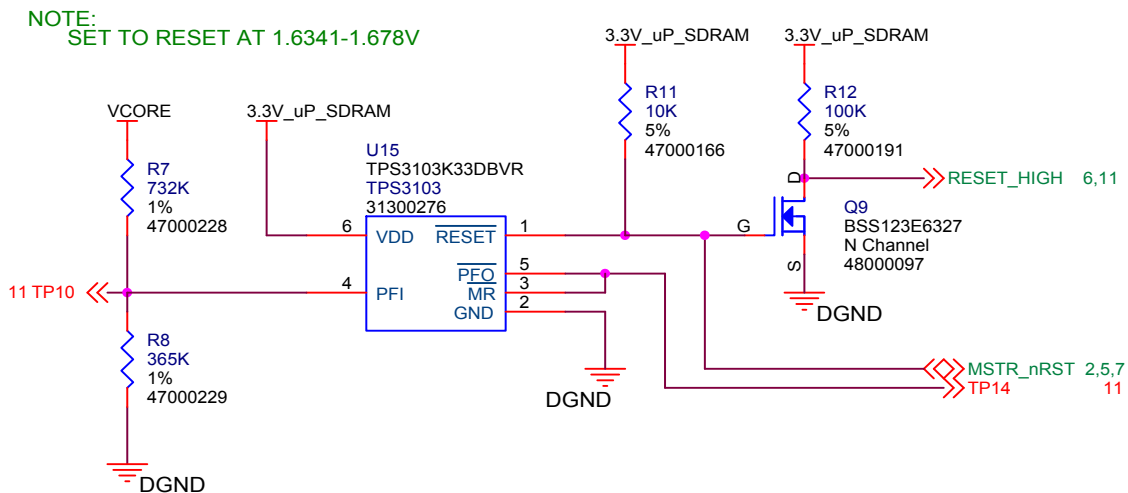 NOTE:
SET TO RESET AT 1.6341-1.678V
3.3V_uP_SDRAM
3.3V_uP_SDRAM
R11
10K
5%
47000166
R12
100K
5%
47000191
VCORE
3.3V_uP_SDRAM
R7
732K
1%
47000228
U15
TPS3103K33DBVR
TPS3103
31300276
D
RESET_HIGH 6,11
6 VDD RESET 1
G
Q9
BSS123E6327
N Channel
48000097
S
PFO 5
11 TP10
4 PFI MR 3
GND 2
DGND
R8
365K
1%
47000229
MSTR_nRST 2,5,7
TP14 11
DGND
DGND